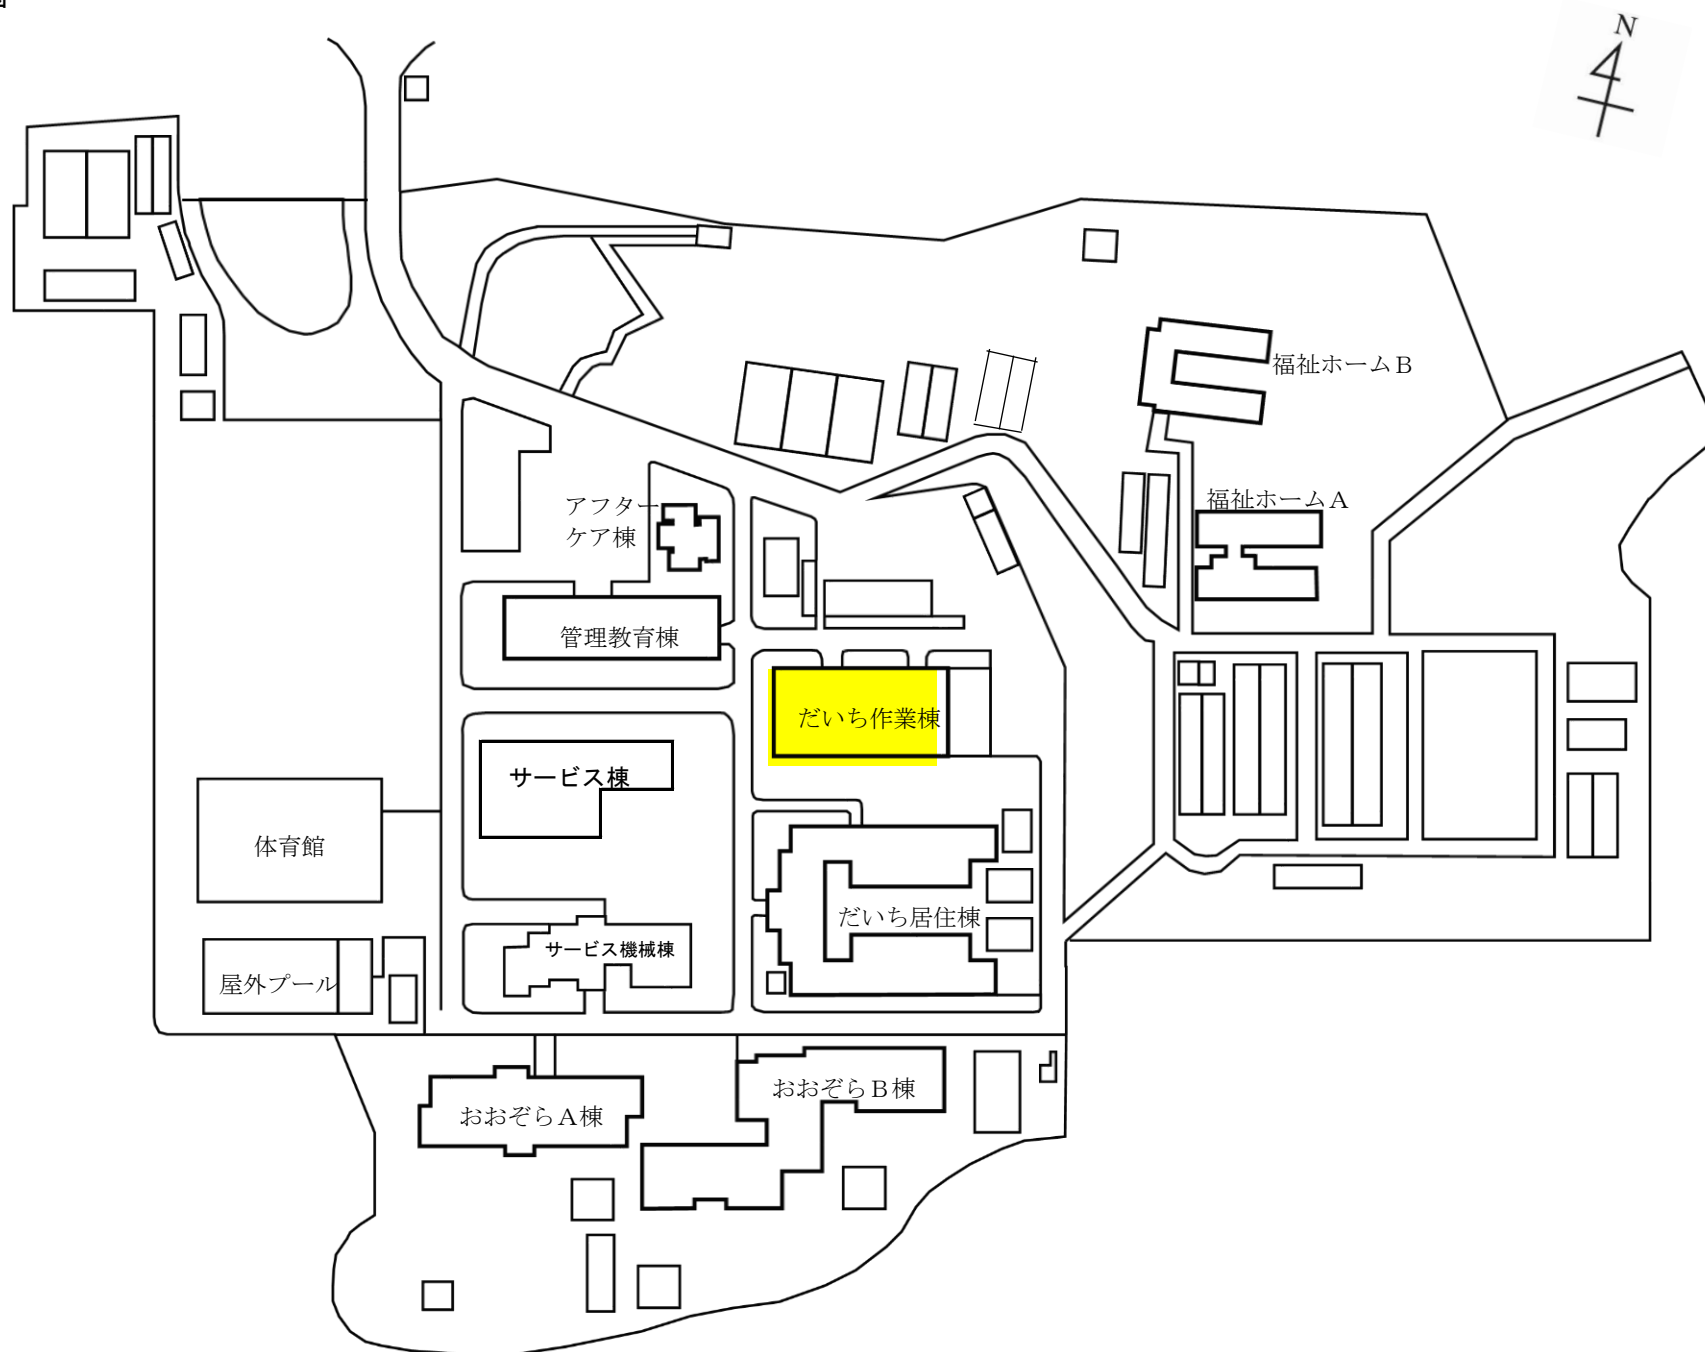 N
福祉ホームB
福祉ホームA
アフター
ケア棟
管理教育棟
だいち作業棟
サービス棟
体育館
だいち居住棟
サービス機械棟
屋外プール
おおぞらB棟
おおぞらA棟